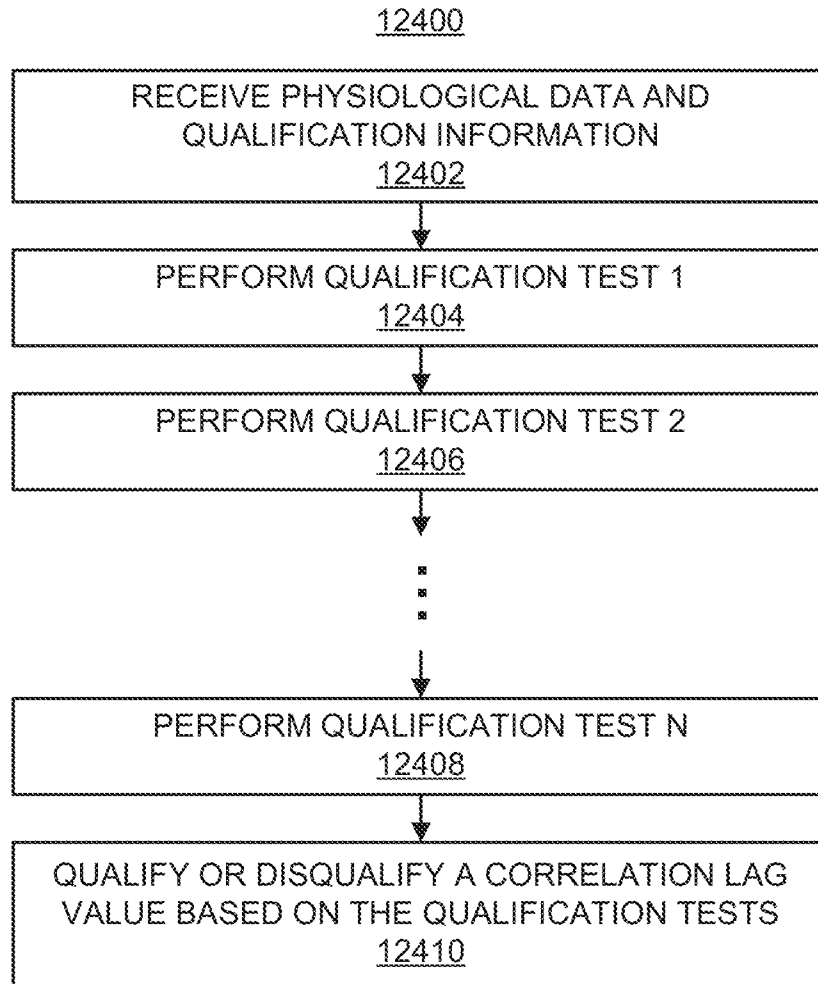 12400
RECEIVE PHYSIOLOGICAL DATA AND
QUALIFICATION INFORMATION
12402
PERFORM QUALIFICATION TEST 1
12404
PERFORM QUALIFICATION TEST 2
12406
PERFORM QUALIFICATION TEST N
12408
QUALIFY OR DISQUALIFY A CORRELATION LAG
VALUE BASED ON THE QUALIFICATION TESTS
12410